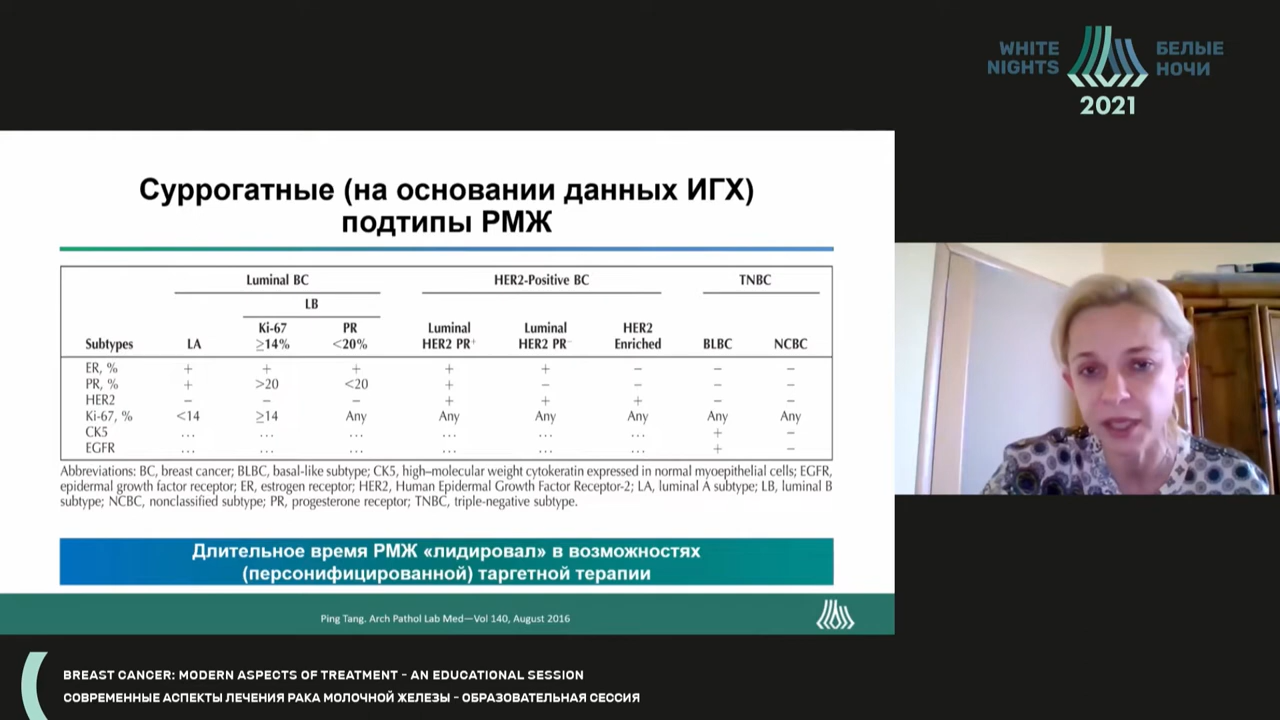 WHITE NIGHTS
БЕЛЫЕ НОЧИ
2021
Суррогатные (на основании данных ИГХ)
подтипы РМЖ
Luminal BC HER2-Positive BC TNBC
LB
Ki-67 PR Luminal Luminal HER2
Subtypes LA ≥14% <20% HER2 PR⁺ HER2 PR⁻ Enriched BLBC NCBC
ER, % + + + + + − − −
PR, % + >20 <20 + − − − −
HER2 − − − + + + − −
Ki-67, % <14 ≥14 Any Any Any Any Any Any
CK5 ... ... ... ... ... ... + −
EGFR ... ... ... ... ... ... + −
Abbreviations: BC, breast cancer; BLBC, basal-like subtype; CK5, high–molecular weight cytokeratin expressed in normal myoepithelial cells; EGFR,
epidermal growth factor receptor; ER, estrogen receptor; HER2, Human Epidermal Growth Factor Receptor-2; LA, luminal A subtype; LB, luminal B
subtype; NCBC, nonclassified subtype; PR, progesterone receptor; TNBC, triple-negative subtype.
Длительное время РМЖ «лидировал» в возможностях
(персонифицированной) таргетной терапии
Ping Tang. Arch Pathol Lab Med—Vol 140, August 2016
BREAST CANCER: MODERN ASPECTS OF TREATMENT - AN EDUCATIONAL SESSION
СОВРЕМЕННЫЕ АСПЕКТЫ ЛЕЧЕНИЯ РАКА МОЛОЧНОЙ ЖЕЛЕЗЫ - ОБРАЗОВАТЕЛЬНАЯ СЕССИЯ